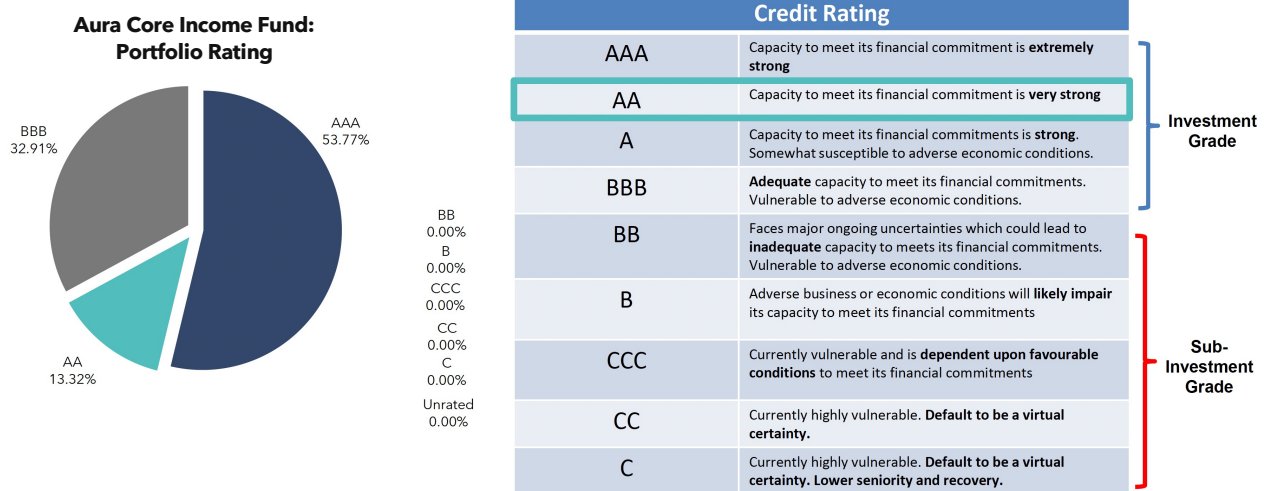 Aura Core Income Fund:
Portfolio Rating
AAA
53.77%
BBB
32.91%
AA
13.32%
BB
0.00%
B
0.00%
CCC
0.00%
CC
0.00%
C
0.00%
Unrated
0.00%
Credit Rating
AAA
Capacity to meet its financial commitment is extremely
strong
AA
Capacity to meet its financial commitment is very strong
A
Capacity to meet its financial commitments is strong.
Somewhat susceptible to adverse economic conditions.
BBB
Adequate capacity to meet its financial commitments.
Vulnerable to adverse economic conditions.
BB
Faces major ongoing uncertainties which could lead to
inadequate capacity to meets its financial commitments.
Vulnerable to adverse economic conditions.
B
Adverse business or economic conditions will likely impair
its capacity to meet its financial commitments
CCC
Currently vulnerable and is dependent upon favourable
conditions to meet its financial commitments
CC
Currently highly vulnerable. Default to be a virtual
certainty.
C
Currently highly vulnerable. Default to be a virtual
certainty. Lower seniority and recovery.
Investment
Grade
Sub-
Investment
Grade